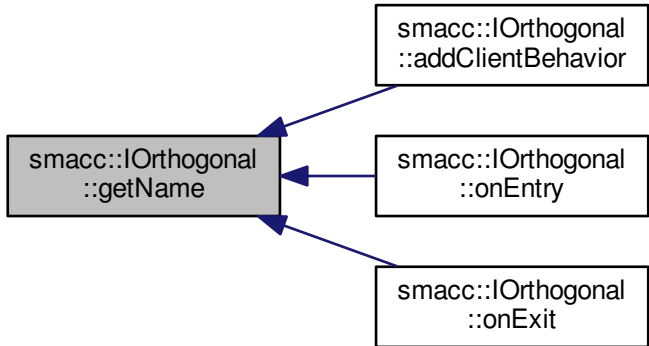 smacc::IOrthogonal
::addClientBehavior
smacc::IOrthogonal
::getName
smacc::IOrthogonal
::onEntry
smacc::IOrthogonal
::onExit